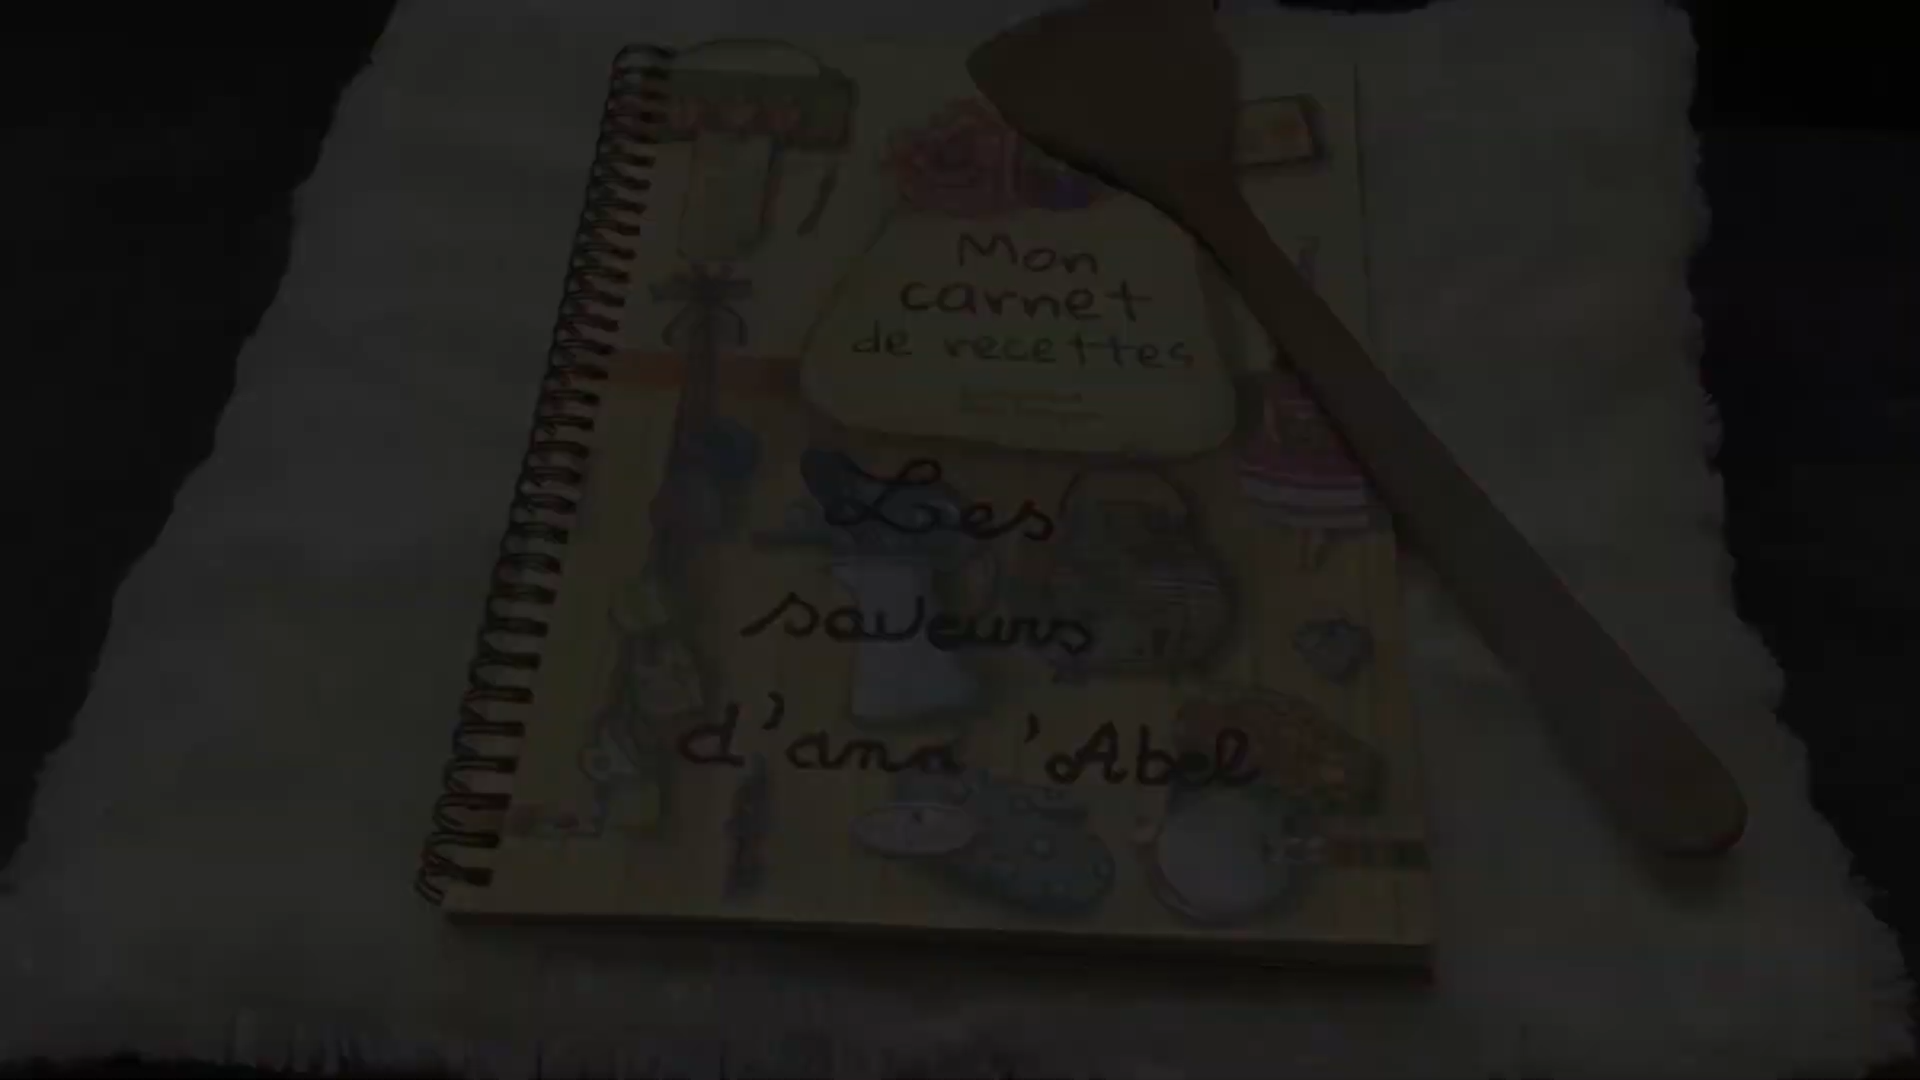 Mon
carnet
de recettes
Les
saveurs
d'ana 'Abel